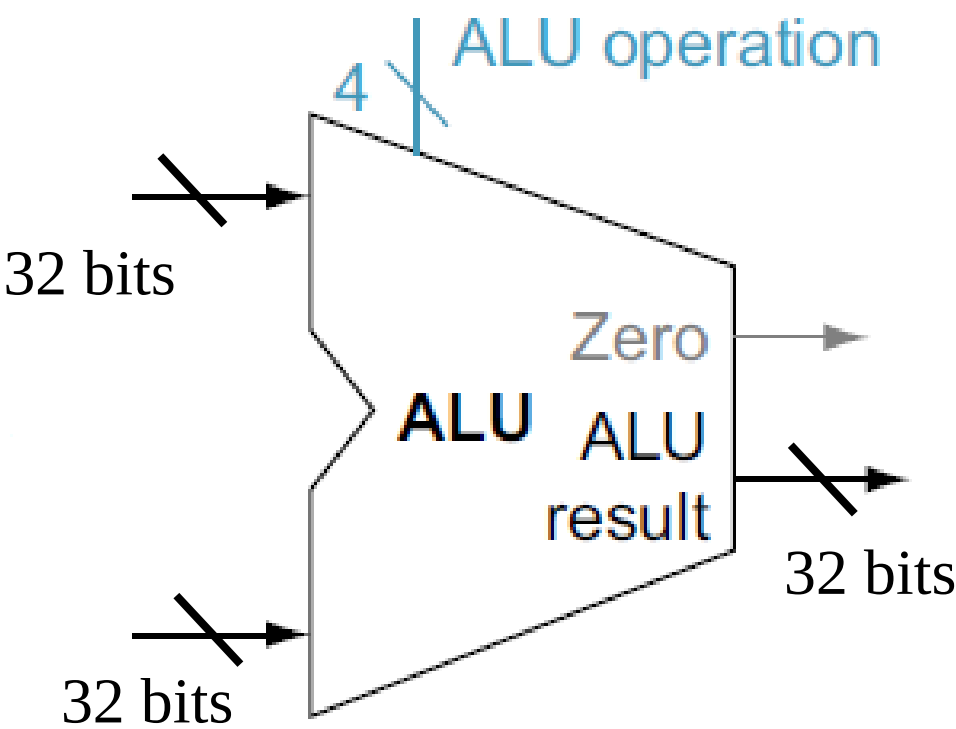 ALU operation
4
32 bits
Zero
ALU
ALU
result
32 bits
32 bits